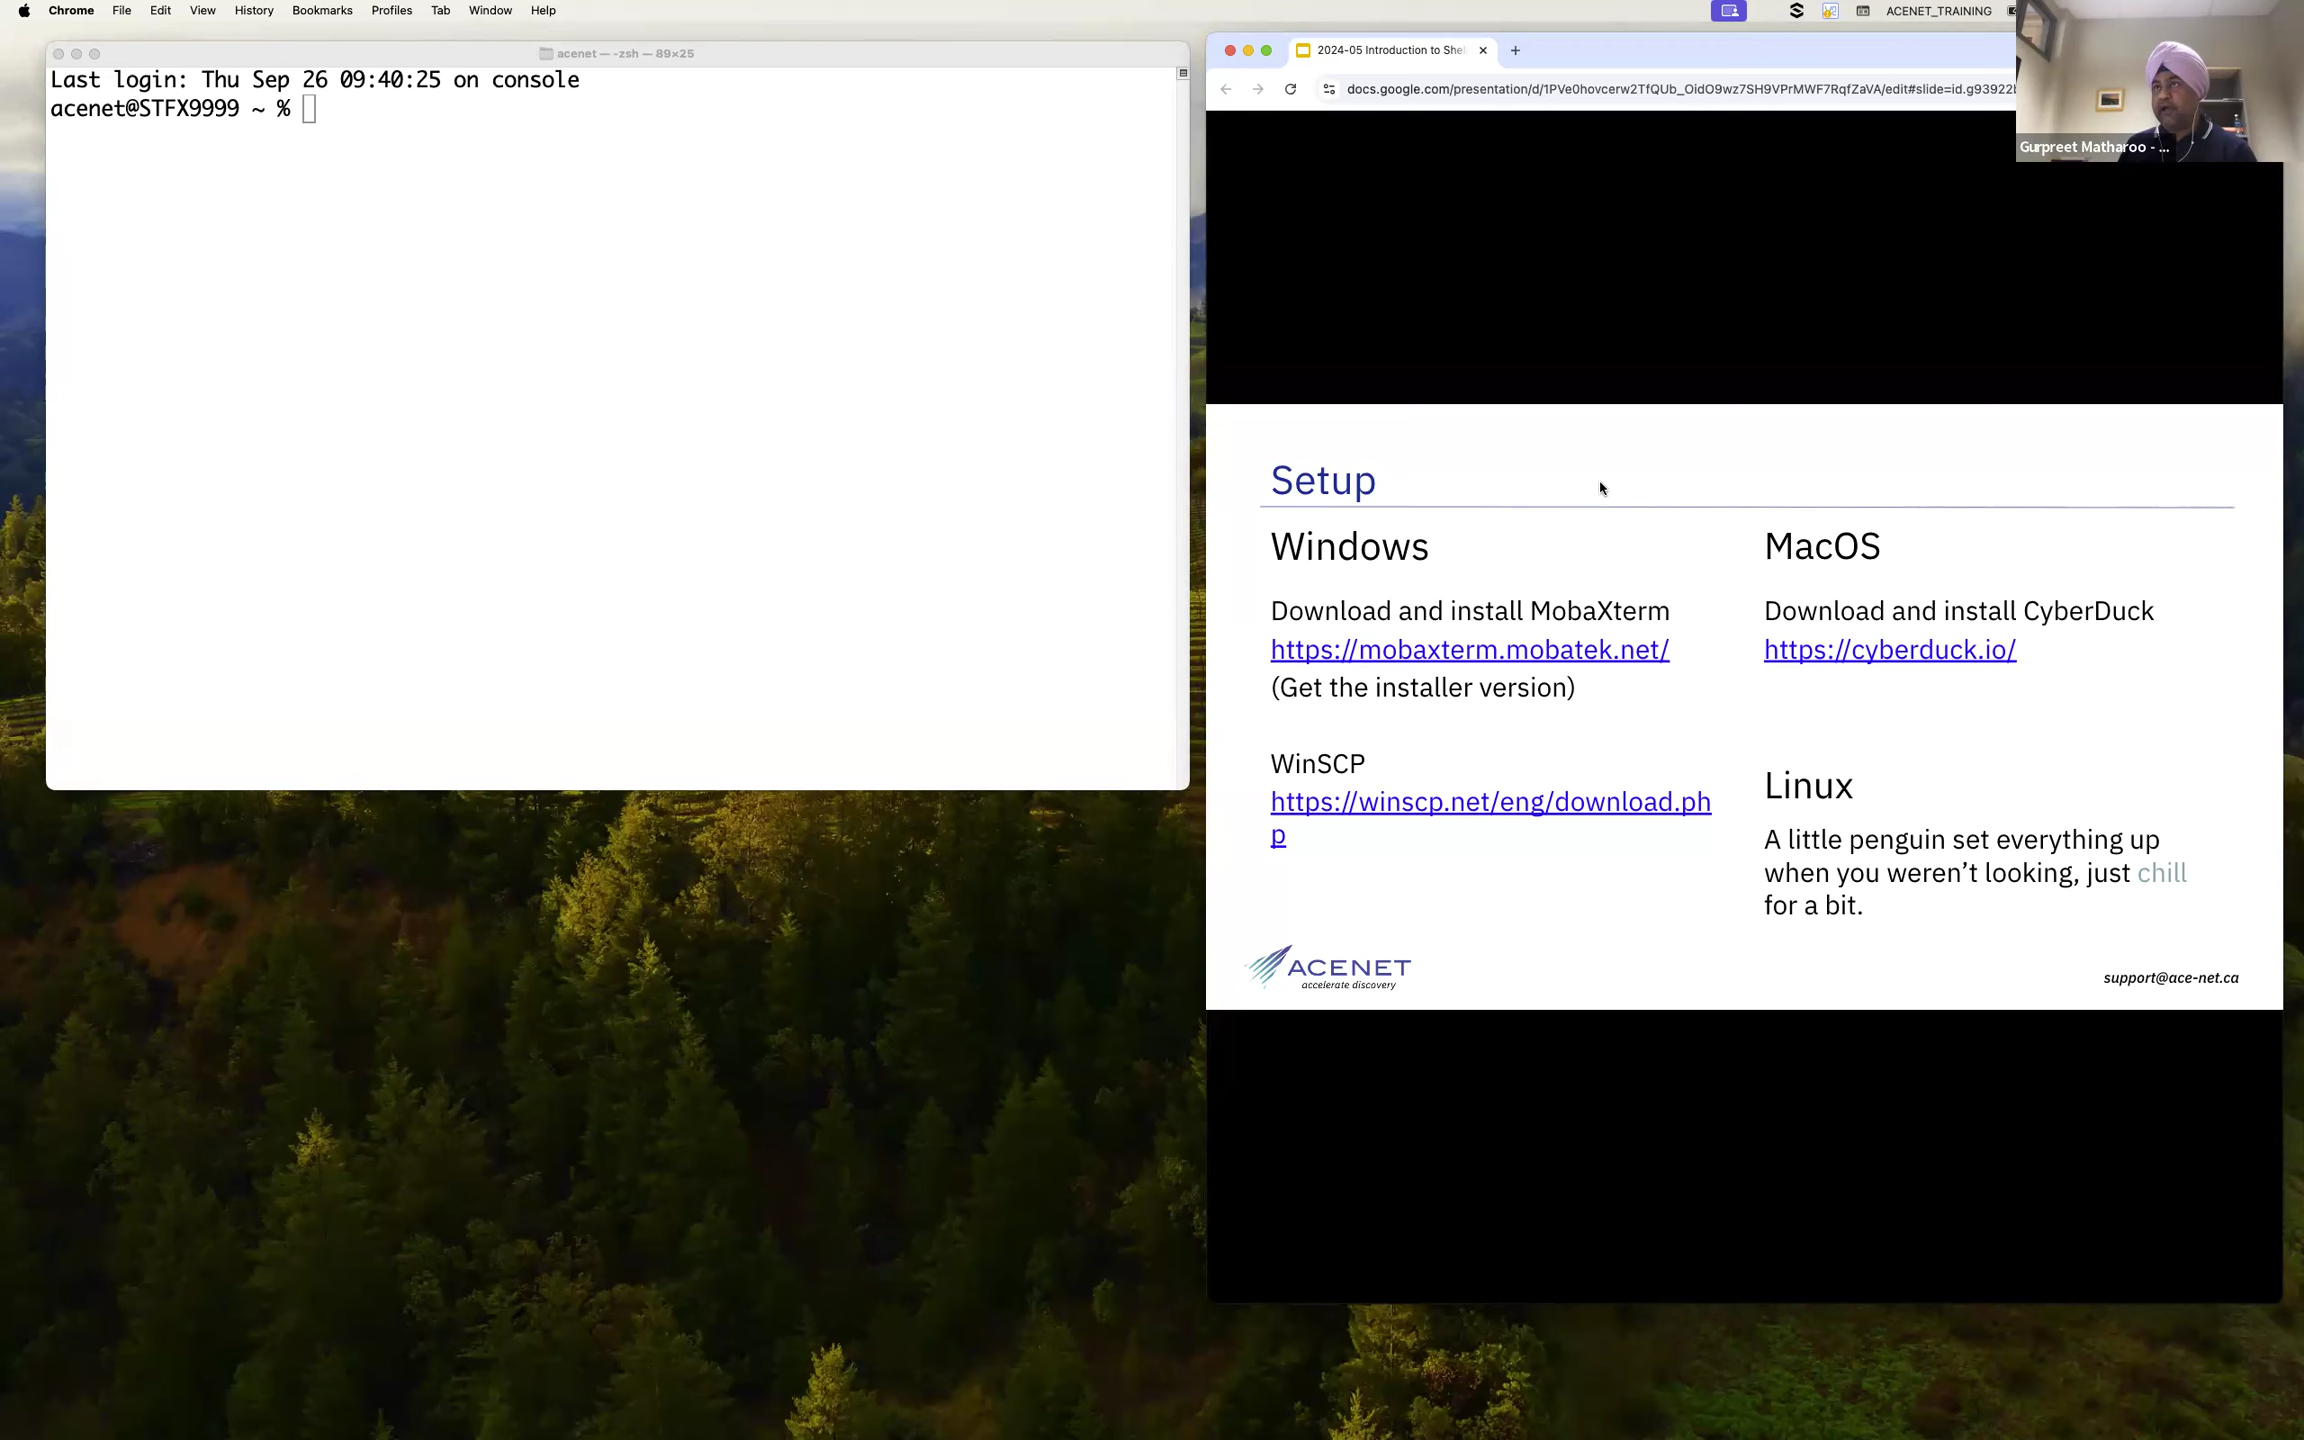 Chrome File Edit View History Bookmarks Profiles Tab Window Help
ACENET_TRAINING
acenet — -zsh — 89×25
Last login: Thu Sep 26 09:40:25 on console
acenet@STFX9999 ~ %
2024-05 Introduction to She
docs.google.com/presentation/d/1PVe0hovcerw2TfQUb_OidO9wz7SH9VPrMWF7RqfZaVA/edit#slide=id.g93922
Gurpreet Matharoo - ...
Setup
Windows
Download and install MobaXterm
https://mobaxterm.mobatek.net/
(Get the installer version)
WinSCP
https://winscp.net/eng/download.ph
p
MacOS
Download and install CyberDuck
https://cyberduck.io/
Linux
A little penguin set everything up
when you weren’t looking, just chill
for a bit.
ACENET
accelerate discovery
support@ace-net.ca